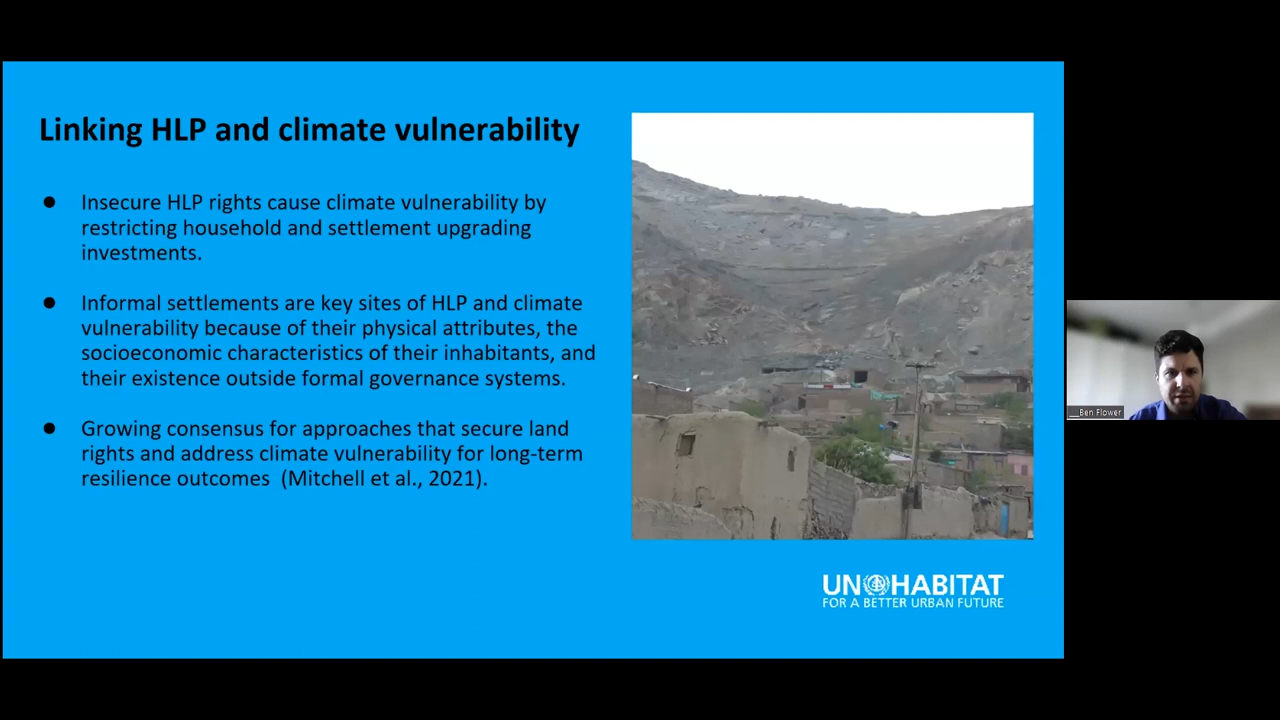 Linking HLP and climate vulnerability
● Insecure HLP rights cause climate vulnerability by
restricting household and settlement upgrading
investments.
● Informal settlements are key sites of HLP and climate
vulnerability because of their physical attributes, the
socioeconomic characteristics of their inhabitants, and
their existence outside formal governance systems.
● Growing consensus for approaches that secure land
rights and address climate vulnerability for long-term
resilience outcomes (Mitchell et al., 2021).
UN HABITAT
FOR A BETTER URBAN FUTURE
__Ben Flower